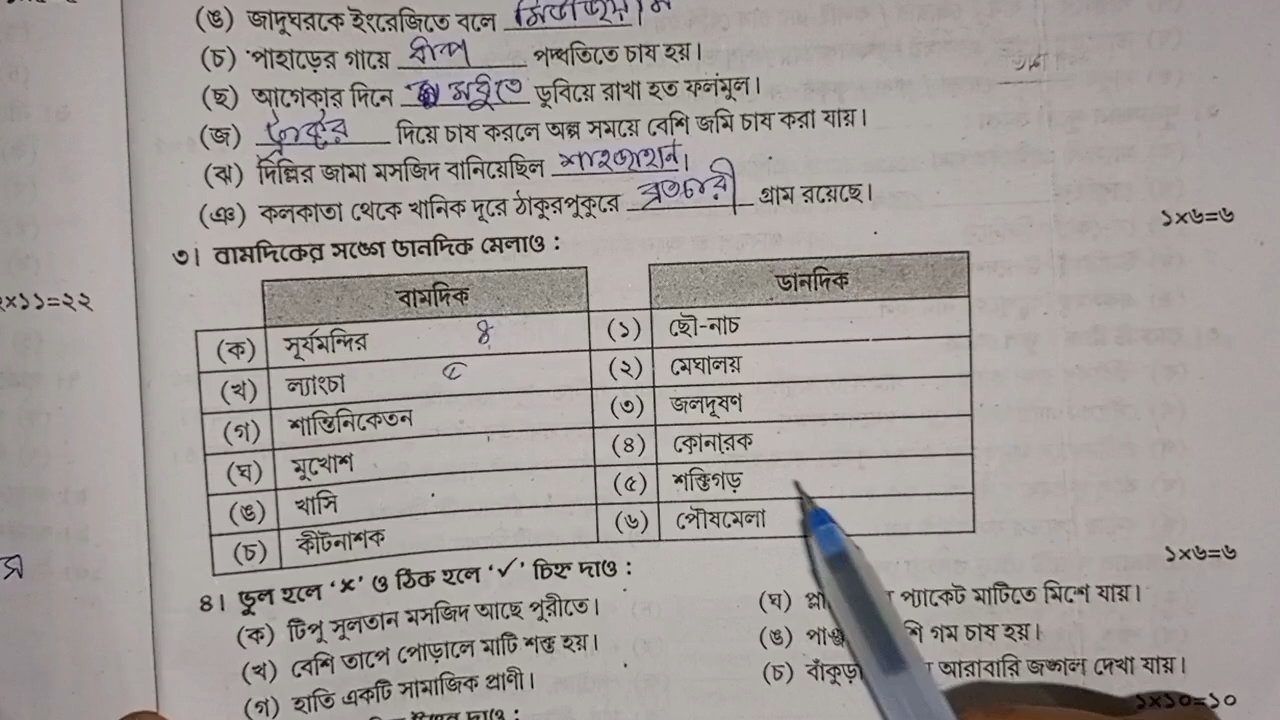 (ঙ) জাদুঘরকে ইংরেজিতে বলে মিউজিয়াম।
(চ) পাহাড়ের গায়ে ধাপ পদ্ধতিতে চাষ হয়।
(ছ) আগেকার দিনে মধুতে ডুবিয়ে রাখা হত ফলমূল।
(জ) ট্রাক্টর দিয়ে চাষ করলে অল্প সময়ে বেশি জমি চাষ করা যায়।
(ঝ) দিল্লির জামা মসজিদ বানিয়েছিল শাহজাহান।
(ঞ) কলকাতা থেকে খানিক দূরে ঠাকুরপুকুরে ব্রতচারী গ্রাম রয়েছে।
১×৬=৬
৩। বামদিকের সঙ্গে ডানদিক মেলাও :
×১১=২২
বামদিক ডানদিক
(ক) সূর্যমন্দির ৪ (১) ছৌ-নাচ
(খ) ল্যাংচা ৫ (২) মেঘালয়
(গ) শান্তিনিকেতন (৩) জলদূষণ
(ঘ) মুখোশ (৪) কোনারক
(ঙ) খাসি (৫) শক্তিগড়
(চ) কীটনাশক (৬) পৌষমেলা
১×৬=৬
৪। ভুল হলে ‘×’ ও ঠিক হলে ‘✓’ চিহ্ন দাও :
(ক) টিপু সুলতান মসজিদ আছে পুরীতে।
(খ) বেশি তাপে পোড়ালে মাটি শক্ত হয়।
(গ) হাতি একটি সামাজিক প্রাণী।
(ঘ) প্যাকেট মাটিতে মিশে যায়।
(ঙ) গম চাষ হয়।
(চ) বাঁকুড়া আরাবারি জঙ্গল দেখা যায়।
১×১০=১০